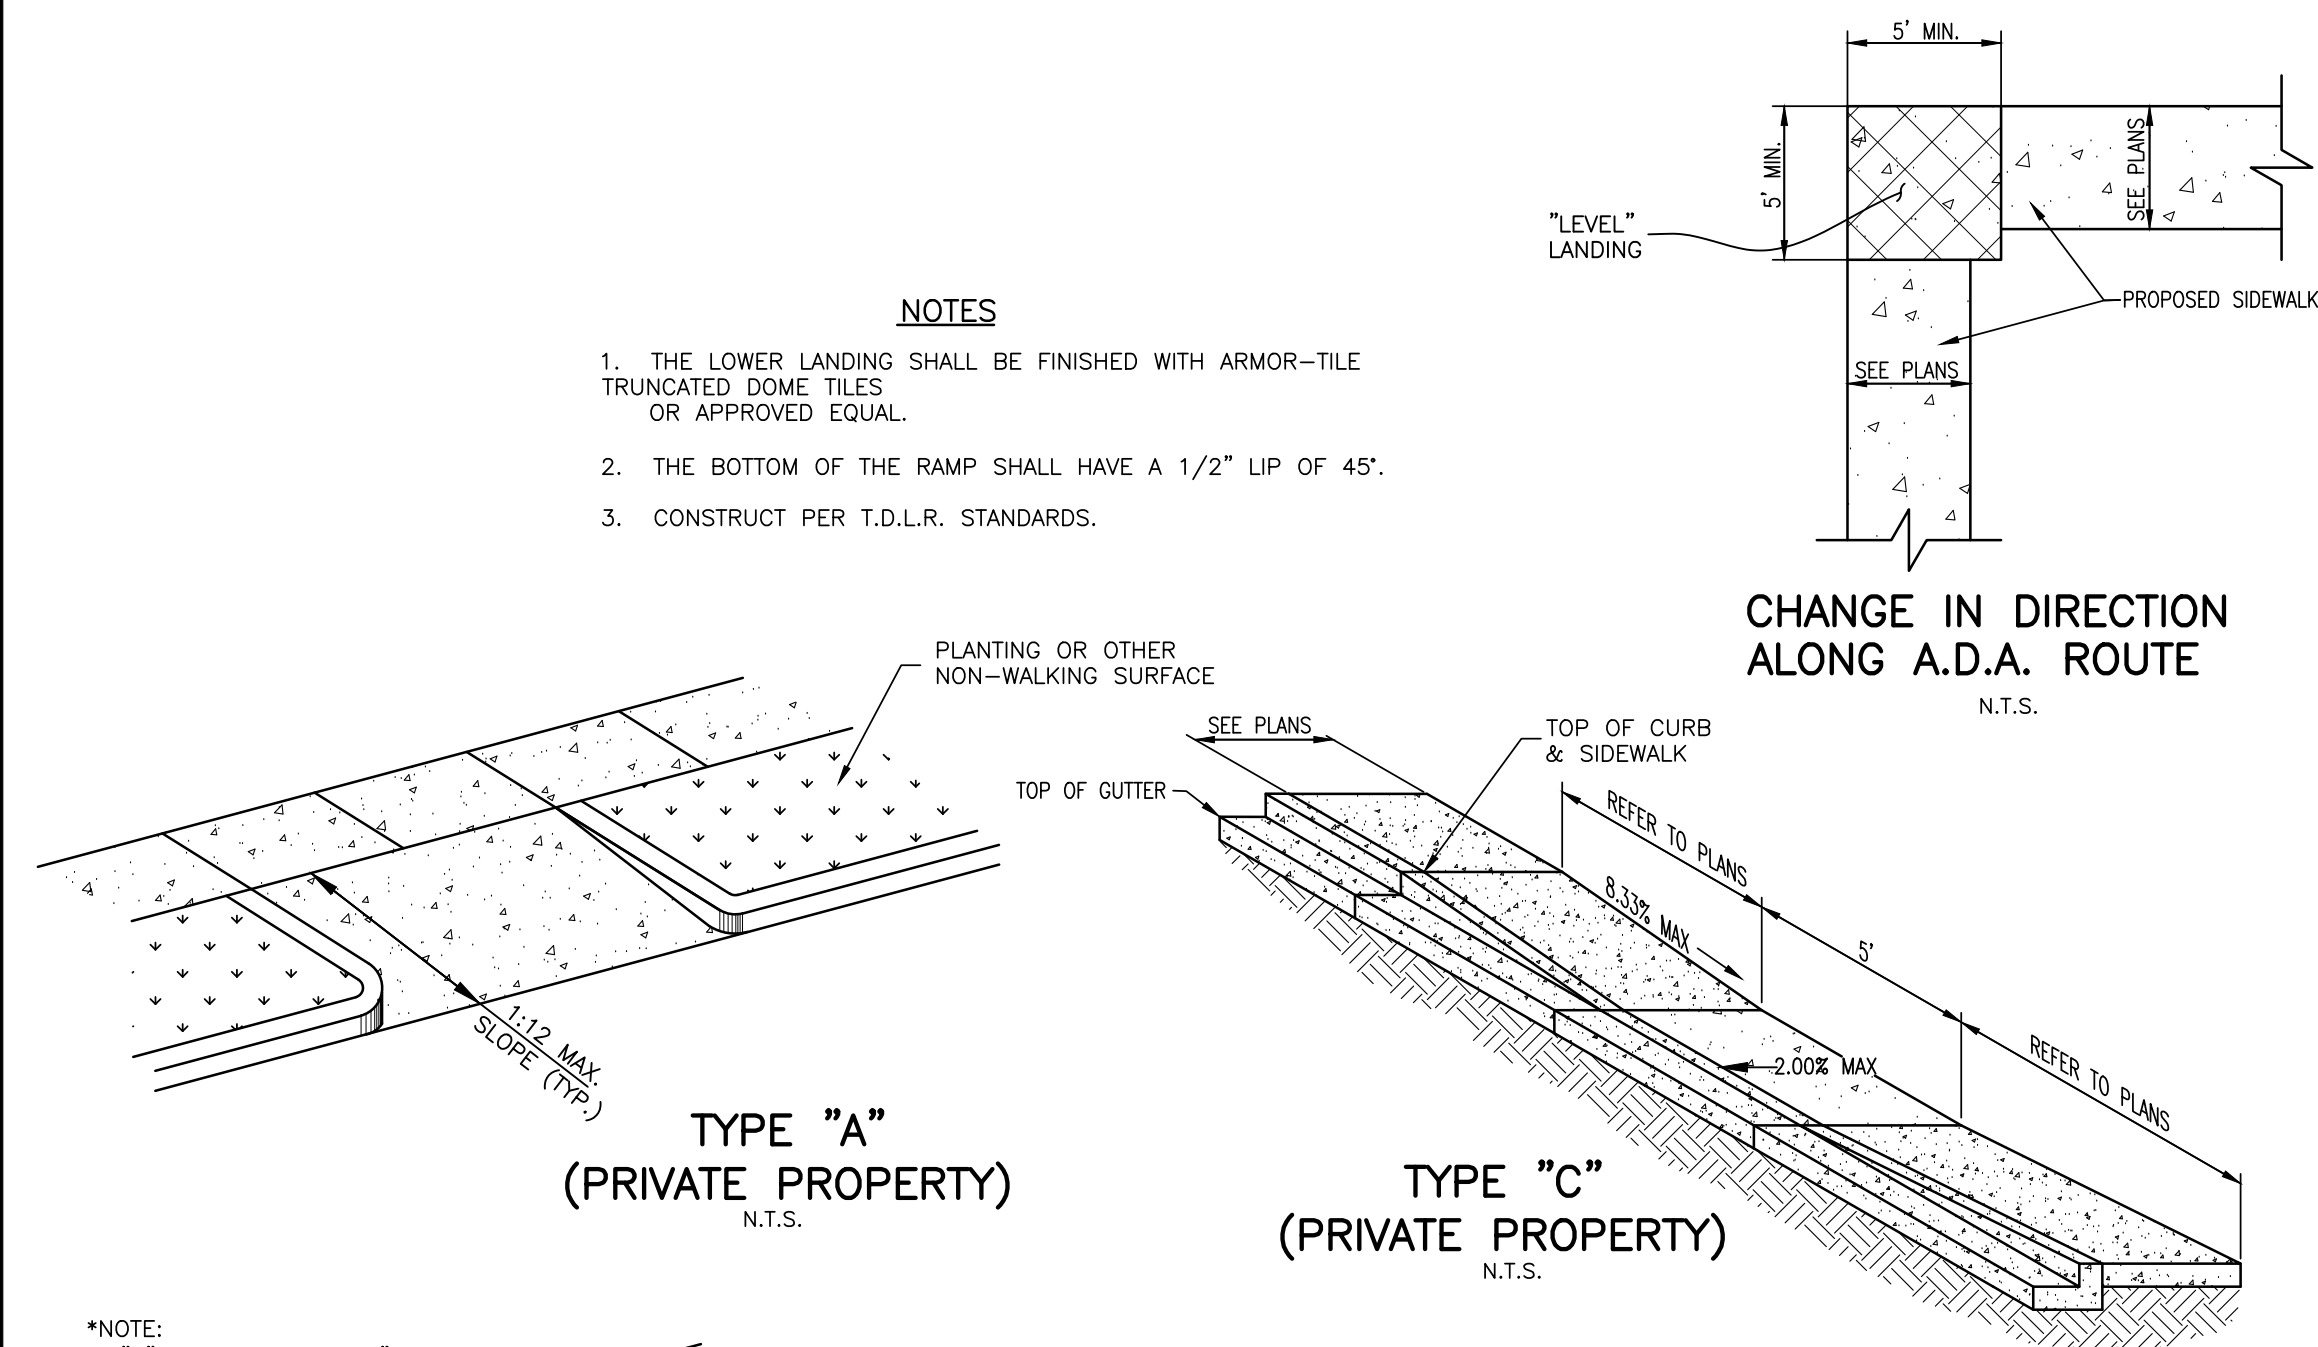 5' MIN.
5' MIN.
SEE PLANS
"LEVEL"
LANDING
PROPOSED SIDEWALK
SEE PLANS
CHANGE IN DIRECTION
ALONG A.D.A. ROUTE
N.T.S.
NOTES
1. THE LOWER LANDING SHALL BE FINISHED WITH ARMOR-TILE
TRUNCATED DOME TILES
OR APPROVED EQUAL.
2. THE BOTTOM OF THE RAMP SHALL HAVE A 1/2" LIP OF 45°.
3. CONSTRUCT PER T.D.L.R. STANDARDS.
PLANTING OR OTHER
NON-WALKING SURFACE
1:12 MAX.
SLOPE (TYP.)
TYPE "A"
(PRIVATE PROPERTY)
N.T.S.
SEE PLANS
TOP OF CURB
& SIDEWALK
TOP OF GUTTER
REFER TO PLANS
8.33% MAX
5'
2.00% MAX
REFER TO PLANS
TYPE "C"
(PRIVATE PROPERTY)
N.T.S.
*NOTE: